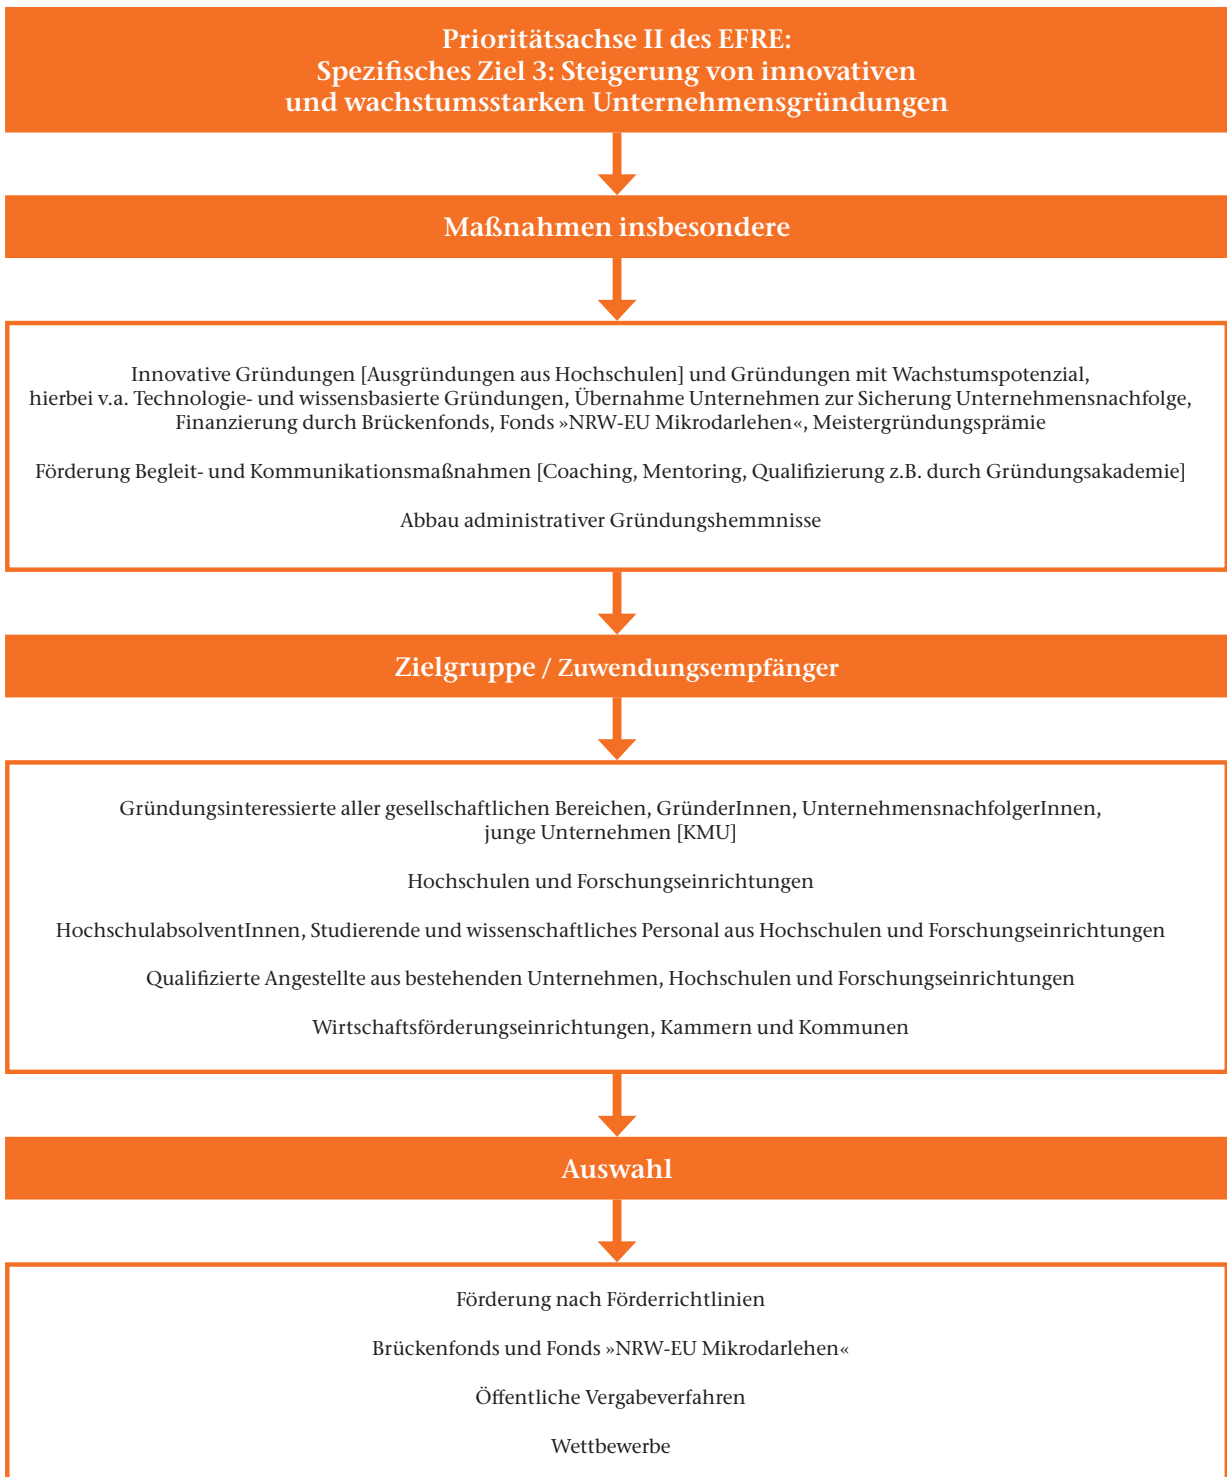 Prioritätsachse II des EFRE:
Spezifisches Ziel 3: Steigerung von innovativen
und wachstumsstarken Unternehmensgründungen
Maßnahmen insbesondere
Innovative Gründungen [Ausgründungen aus Hochschulen] und Gründungen mit Wachstumspotenzial,
hierbei v.a. Technologie- und wissensbasierte Gründungen, Übernahme Unternehmen zur Sicherung Unternehmensnachfolge,
Finanzierung durch Brückenfonds, Fonds »NRW-EU Mikrodarlehen«, Meistergründungsprämie
Förderung Begleit- und Kommunikationsmaßnahmen [Coaching, Mentoring, Qualifizierung z.B. durch Gründungsakademie]
Abbau administrativer Gründungshemmnisse
Zielgruppe / Zuwendungsempfänger
Gründungsinteressierte aller gesellschaftlichen Bereichen, GründerInnen, UnternehmensnachfolgerInnen,
junge Unternehmen [KMU]
Hochschulen und Forschungseinrichtungen
HochschulabsolventInnen, Studierende und wissenschaftliches Personal aus Hochschulen und Forschungseinrichtungen
Qualifizierte Angestellte aus bestehenden Unternehmen, Hochschulen und Forschungseinrichtungen
Wirtschaftsförderungseinrichtungen, Kammern und Kommunen
Auswahl
Förderung nach Förderrichtlinien
Brückenfonds und Fonds »NRW-EU Mikrodarlehen«
Öffentliche Vergabeverfahren
Wettbewerbe